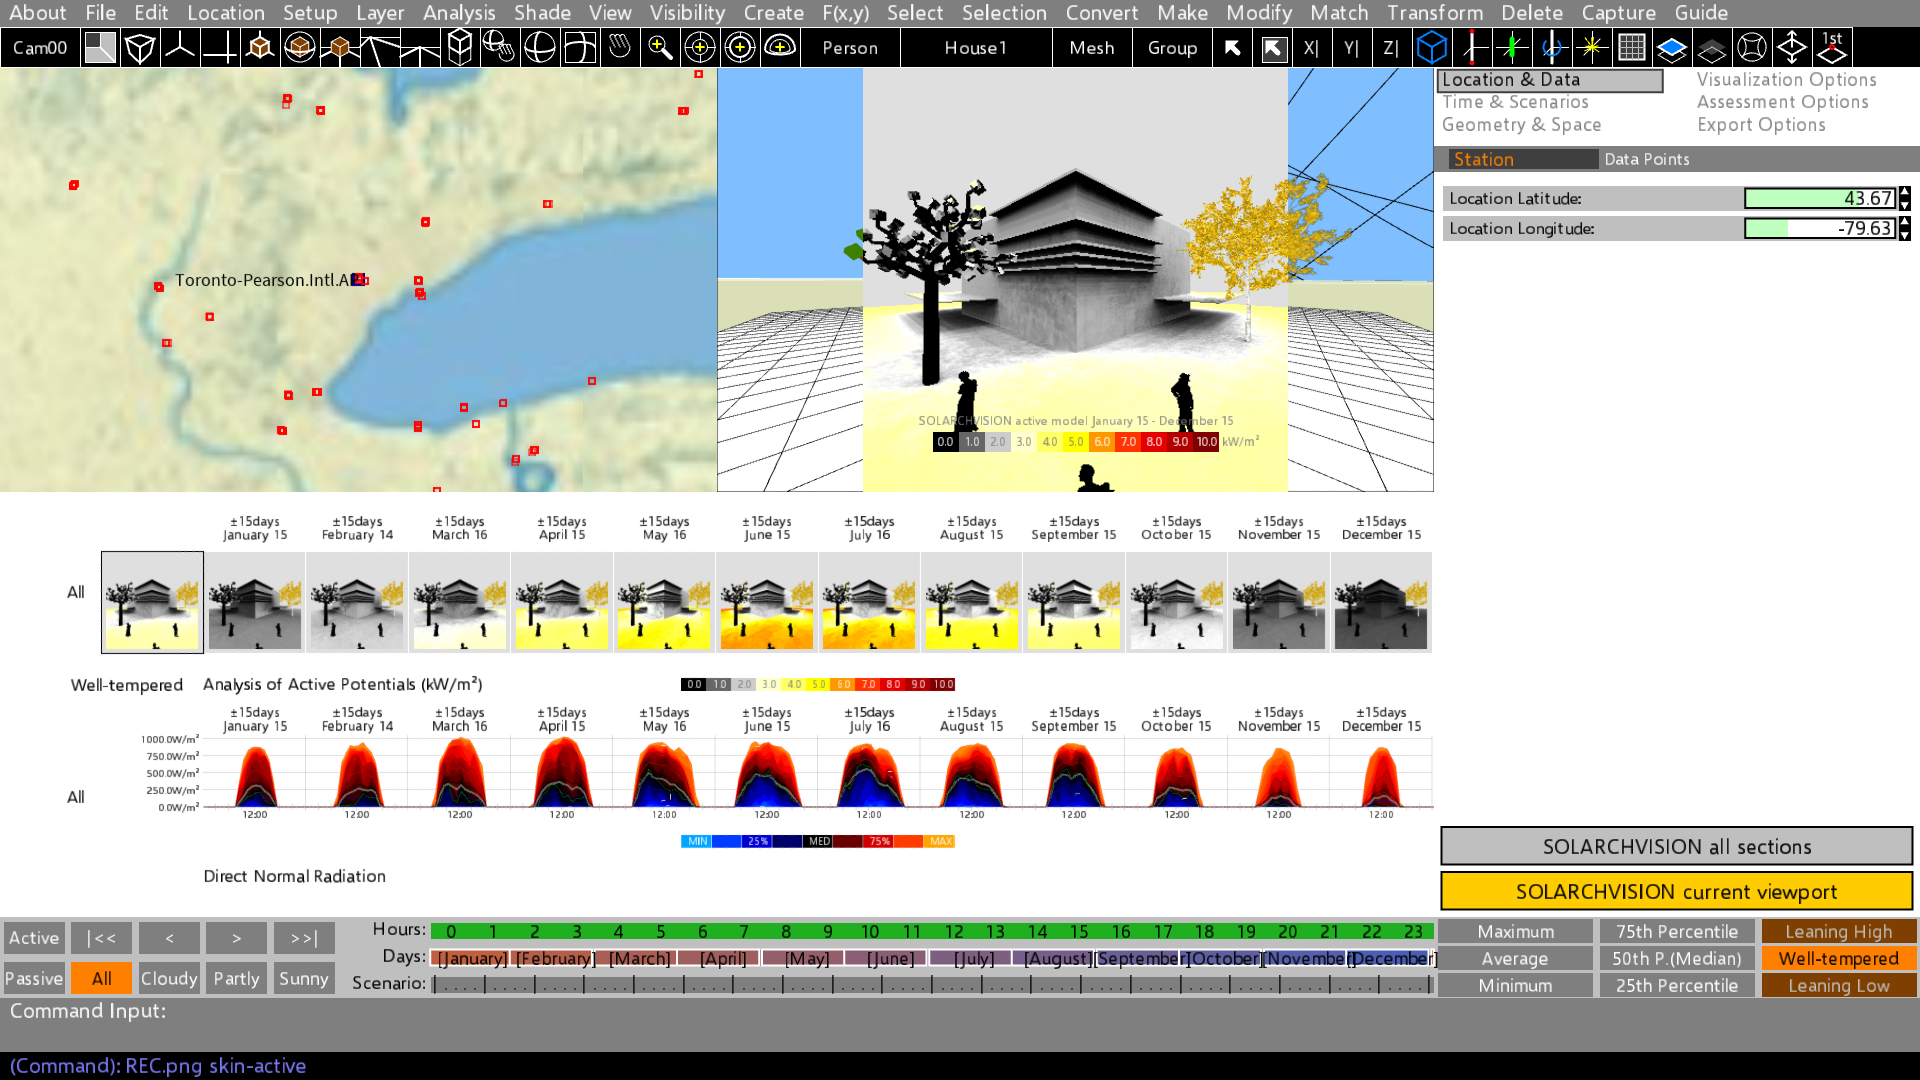 About File Edit Location Setup Layer Analysis Shade View Visibility Create F(x,y) Select Selection Convert Make Modify Match Transform Delete Capture Guide
Cam00 Person House1 Mesh Group X| Y| Z| 1st
Location & Data Visualization Options
Time & Scenarios Assessment Options
Geometry & Space Export Options
Station Data Points
Location Latitude: 43.67
Location Longitude: -79.63
Toronto-Pearson.Intl.A
SOLARCHVISION active model January 15 - December 15
0.0 1.0 2.0 3.0 4.0 5.0 6.0 7.0 8.0 9.0 10.0 kW/m²
±15days ±15days ±15days ±15days ±15days ±15days ±15days ±15days ±15days ±15days ±15days ±15days
January 15 February 14 March 16 April 15 May 16 June 15 July 16 August 15 September 15 October 15 November 15 December 15
All
Well-tempered Analysis of Active Potentials (kW/m²) 0.0 1.0 2.0 3.0 4.0 5.0 6.0 7.0 8.0 9.0 10.0
±15days ±15days ±15days ±15days ±15days ±15days ±15days ±15days ±15days ±15days ±15days ±15days
January 15 February 14 March 16 April 15 May 16 June 15 July 16 August 15 September 15 October 15 November 15 December 15
1000.0W/m²
750.0W/m²
500.0W/m²
250.0W/m²
All
0.0W/m²
12:00 12:00 12:00 12:00 12:00 12:00 12:00 12:00 12:00 12:00 12:00 12:00
MIN 25% MED 75% MAX
Direct Normal Radiation
SOLARCHVISION all sections
SOLARCHVISION current viewport
Active |<< < > >>|
Passive All Cloudy Partly Sunny
Hours: 0 1 2 3 4 5 6 7 8 9 10 11 12 13 14 15 16 17 18 19 20 21 22 23
Days: [January] [February] [March] [April] [May] [June] [July] [August] [September] [October] [November] [December]
Scenario:
Maximum 75th Percentile Leaning High
Average 50th P.(Median) Well-tempered
Minimum 25th Percentile Leaning Low
Command Input:
(Command): REC.png skin-active